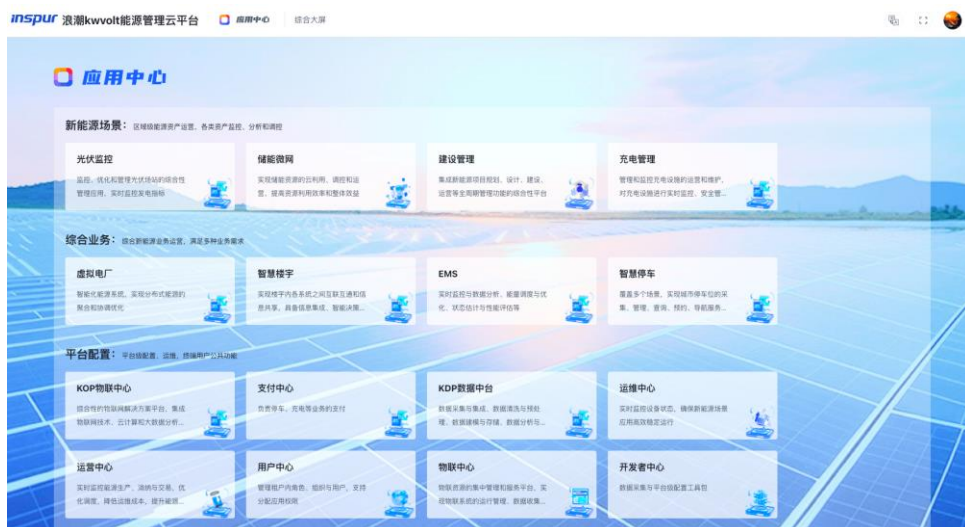 inspur 浪潮kwvolt能源管理云平台 应用中心 综合大屏
应用中心
新能源场景： 区域级能源资产运营、各类资产监控、分析和调控
光伏监控
监控、优化和管理光伏场站的综合性
管理应用，实时监控发电指标
储能微网
实现储能资源的云利用、调控和运
营，提高资源利用效率和整体效益
建设管理
集成新能源项目规划、设计、建设、
运营等全周期管理功能的综合性平台
充电管理
管理和监控充电设施的运营和维护，
对充电设施进行实时监控、安全管...
综合业务： 综合新能源业务运营，满足多种业务需求
虚拟电厂
智能化能源系统，实现分布式能源的
聚合和协调优化
智慧楼宇
实现楼宇内各系统之间互联互通和信
息共享，具备信息集成、智能决策...
EMS
实时监控与数据分析、能量调度与优
化、状态估计与性能评估等
智慧停车
覆盖多个场景，实现城市停车位的采
集、管理、查询、预约、导航服务...
平台配置： 平台级配置、运维、终端用户公共功能
KOP物联中心
综合性的物联网解决方案平台，集成
物联网技术、云计算和大数据分析...
支付中心
负责停车、充电等业务的支付
KDP数据中台
数据采集与集成、数据清洗与预处
理、数据建模与存储、数据分析与...
运维中心
实时监控设备状态，确保新能源场景
应用高效稳定运行
运营中心
实时监控能源生产、消纳与交易，优
化调度，降低运维成本，提升能源...
用户中心
管理租户内角色、组织与用户，支持
分配应用权限
物联中心
物联资源的集中管理和服务平台，实
现物联系统的运行管理、数据收集...
开发者中心
数据采集与平台级配置工具包